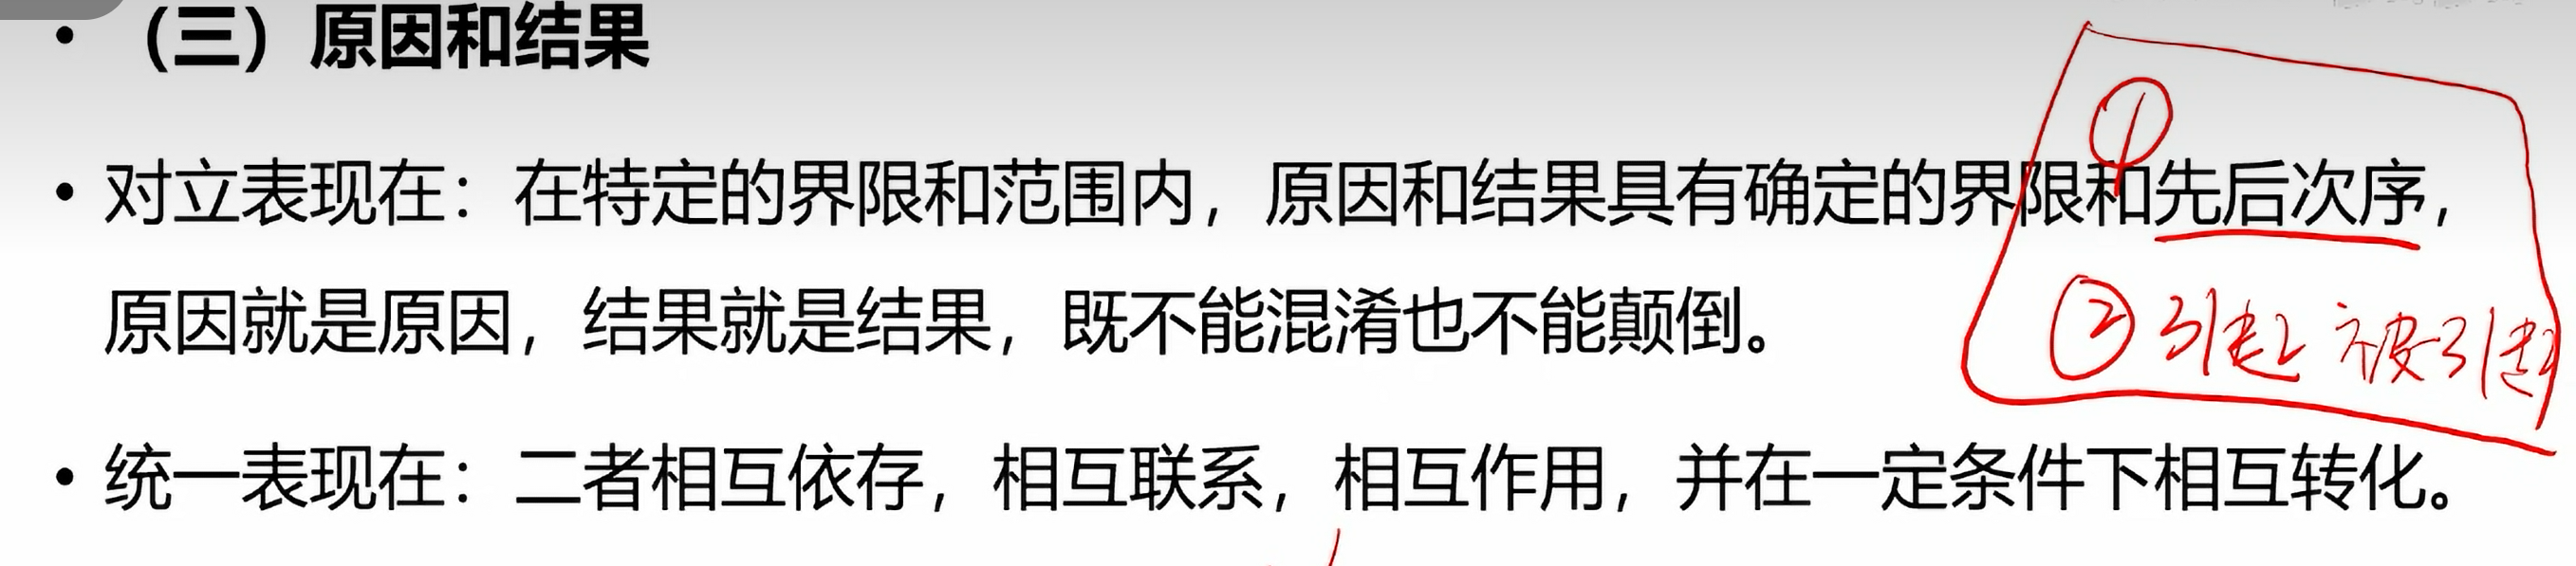 • （三）原因和结果
①
• 对立表现在：在特定的界限和范围内，原因和结果具有确定的界限和先后次序，
原因就是原因，结果就是结果，既不能混淆也不能颠倒。
② 引起 被引起
• 统一表现在：二者相互依存，相互联系，相互作用，并在一定条件下相互转化。